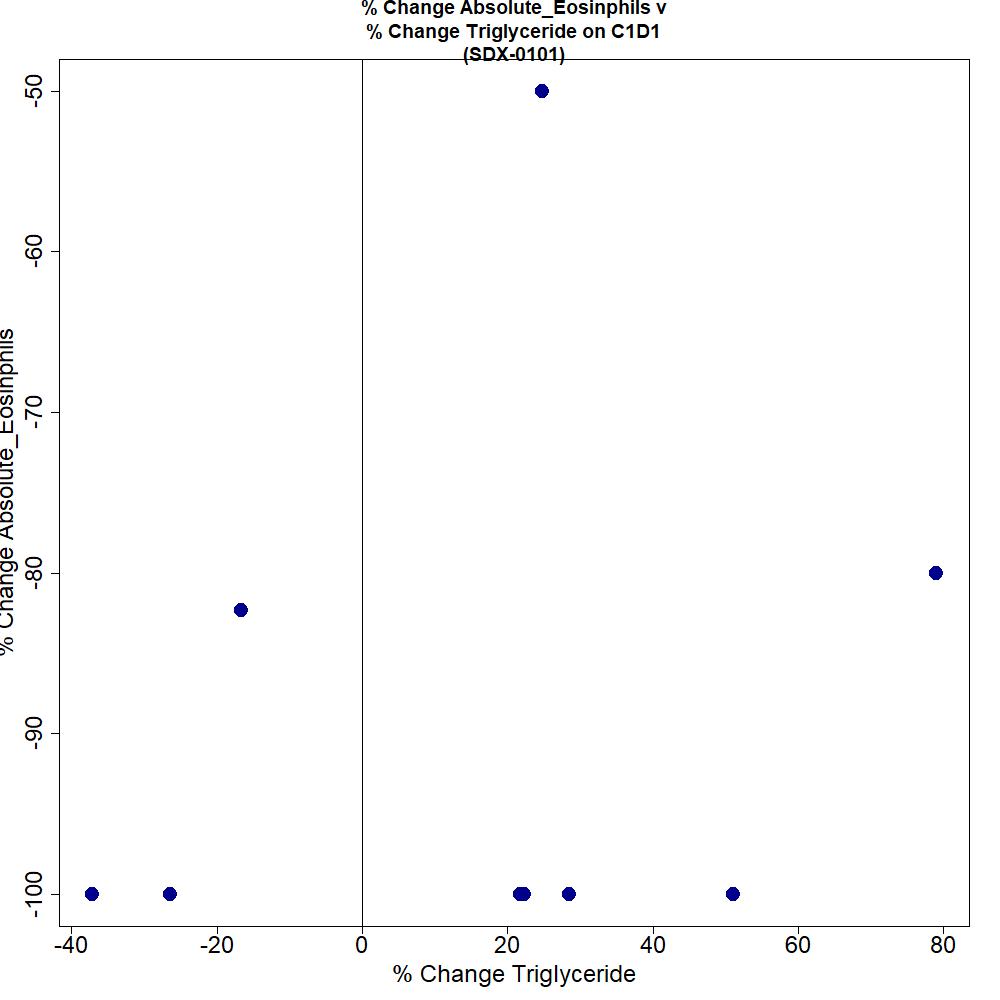 % Change Absolute_Eosinphils v
% Change Triglyceride on C1D1
(SDX-0101)
% Change Absolute_Eosinphils
-50
-60
-70
-80
-90
-100
-40
-20
0
20
40
60
80
% Change Triglyceride